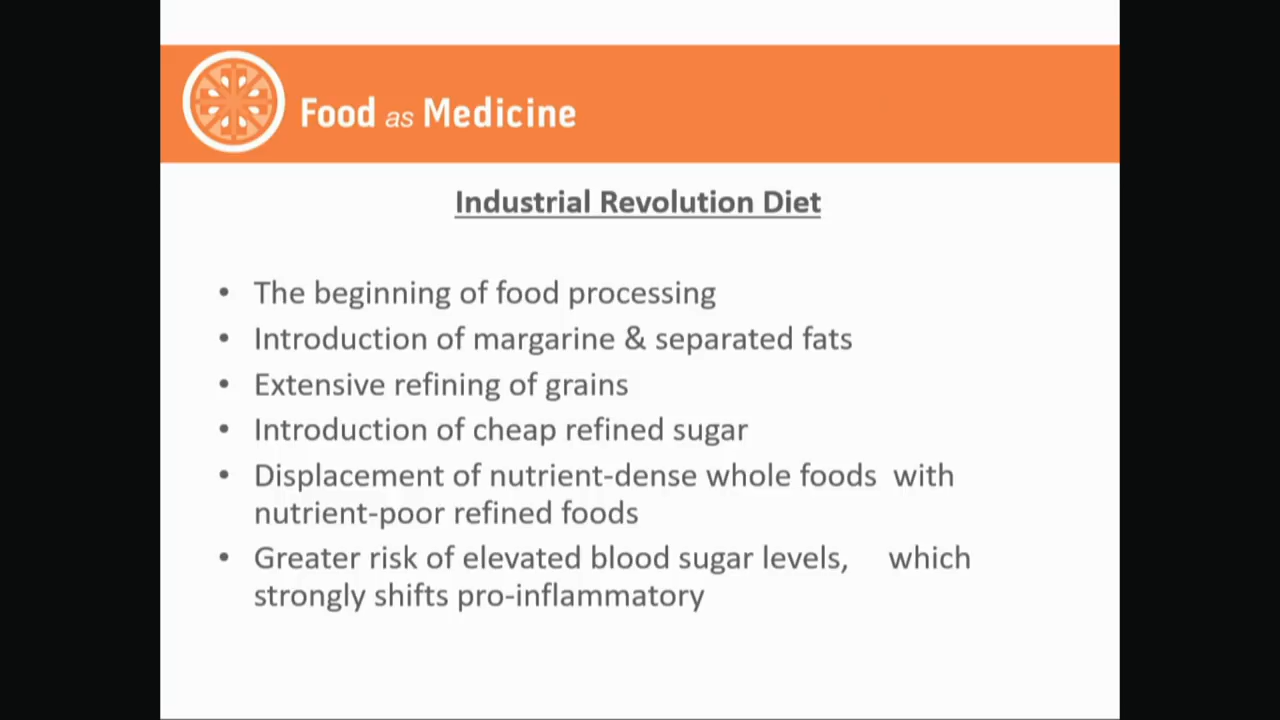 Food as Medicine
Industrial Revolution Diet
• The beginning of food processing
• Introduction of margarine & separated fats
• Extensive refining of grains
• Introduction of cheap refined sugar
• Displacement of nutrient-dense whole foods with
nutrient-poor refined foods
• Greater risk of elevated blood sugar levels, which
strongly shifts pro-inflammatory